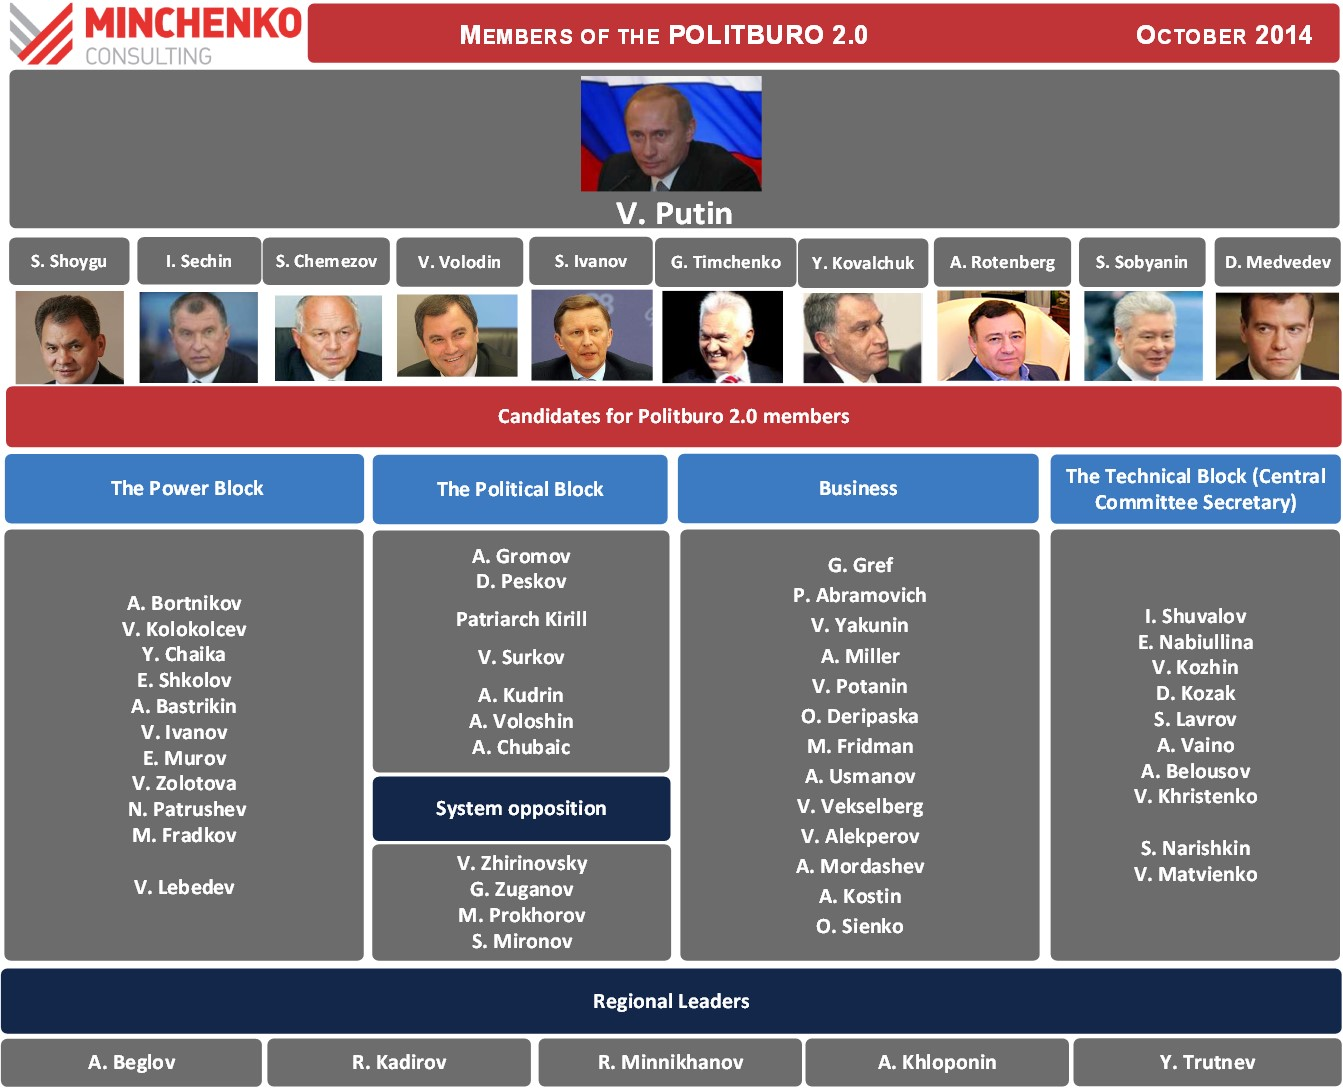 MINCHENKO
CONSULTING
MEMBERS OF THE POLITBURO 2.0
OCTOBER 2014
V. Putin
S. Shoygu
I. Sechin
S. Chemezov
V. Volodin
S. Ivanov
G. Timchenko
Y. Kovalchuk
A. Rotenberg
S. Sobyanin
D. Medvedev
Candidates for Politburo 2.0 members
The Power Block
A. Bortnikov
V. Kolokolcev
Y. Chaika
E. Shkolov
A. Bastrikin
V. Ivanov
E. Murov
V. Zolotova
N. Patrushev
M. Fradkov
V. Lebedev
The Political Block
A. Gromov
D. Peskov
Patriarch Kirill
V. Surkov
A. Kudrin
A. Voloshin
A. Chubaic
System opposition
V. Zhirinovsky
G. Zuganov
M. Prokhorov
S. Mironov
Business
G. Gref
P. Abramovich
V. Yakunin
A. Miller
V. Potanin
O. Deripaska
M. Fridman
A. Usmanov
V. Vekselberg
V. Alekperov
A. Mordashev
A. Kostin
O. Sienko
The Technical Block (Central
Committee Secretary)
I. Shuvalov
E. Nabiullina
V. Kozhin
D. Kozak
S. Lavrov
A. Vaino
A. Belousov
V. Khristenko
S. Narishkin
V. Matvienko
Regional Leaders
A. Beglov
R. Kadirov
R. Minnikhanov
A. Khloponin
Y. Trutnev